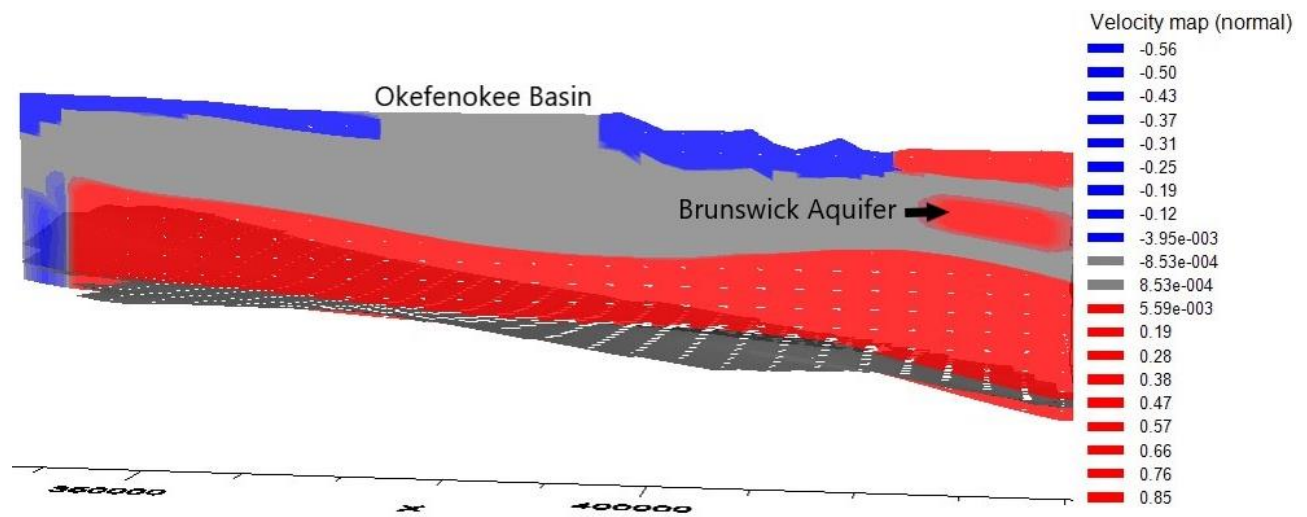 Velocity map (normal)
-0.56
-0.50
-0.43
-0.37
-0.31
-0.25
-0.19
-0.12
-3.95e-003
-8.53e-004
8.53e-004
5.59e-003
0.19
0.28
0.38
0.47
0.57
0.66
0.76
0.85
Okefenokee Basin
Brunswick Aquifer
360000
X
400000